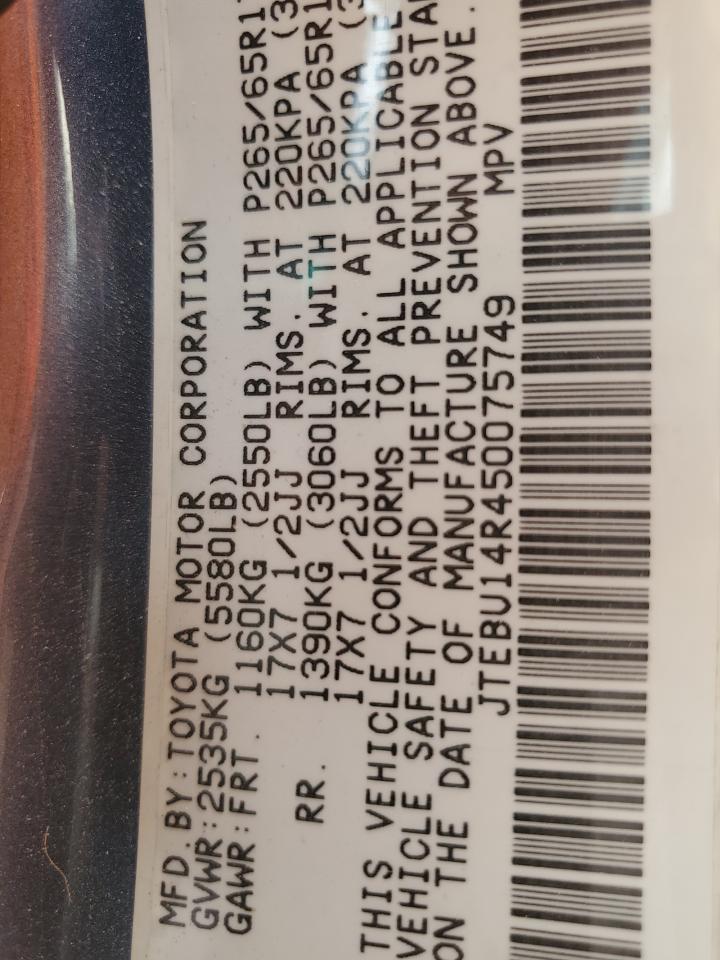 MFD.BY:TOYOTA MOTOR CORPORATION
GVWR:2535KG (5580LB)
GAWR:FRT. 1160KG (2550LB) WITH P265/65R17
17X7 1/2JJ RIMS. AT 220KPA (3
RR. 1390KG (3060LB) WITH P265/65R1
17X7 1/2JJ RIMS. AT 220KPA (3
THIS VEHICLE CONFORMS TO ALL APPLICABLE
VEHICLE SAFETY AND THEFT PREVENTION STA
ON THE DATE OF MANUFACTURE SHOWN ABOVE.
JTEBU14R450075749 MPV